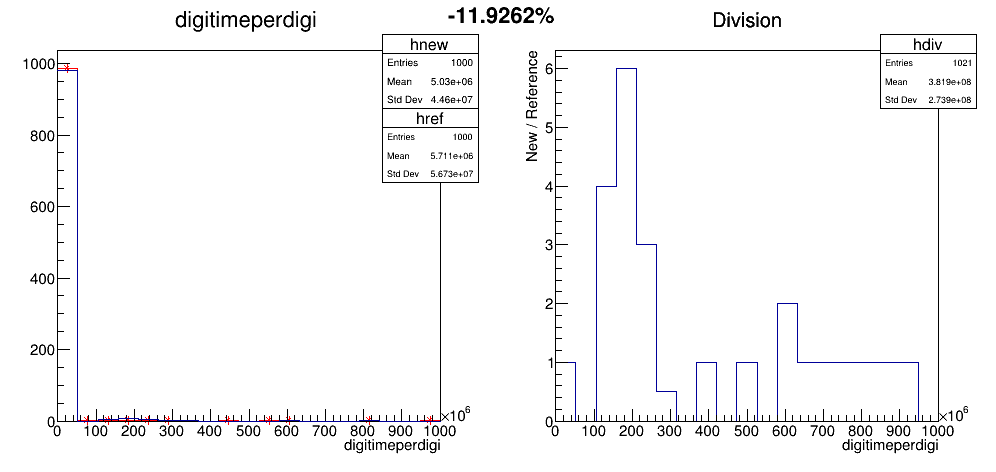 -11.9262%
digitimeperdigi
hnew
Entries 1000
Mean 5.03e+06
Std Dev 4.46e+07
href
Entries 1000
Mean 5.711e+06
Std Dev 5.673e+07
1000
800
600
400
200
0
0 100 200 300 400 500 600 700 800 900 1000
×10⁶
digitimeperdigi
Division
hdiv
Entries 1021
Mean 3.819e+08
Std Dev 2.739e+08
New / Reference
6
5
4
3
2
1
0
0 100 200 300 400 500 600 700 800 900 1000
×10⁶
digitimeperdigi